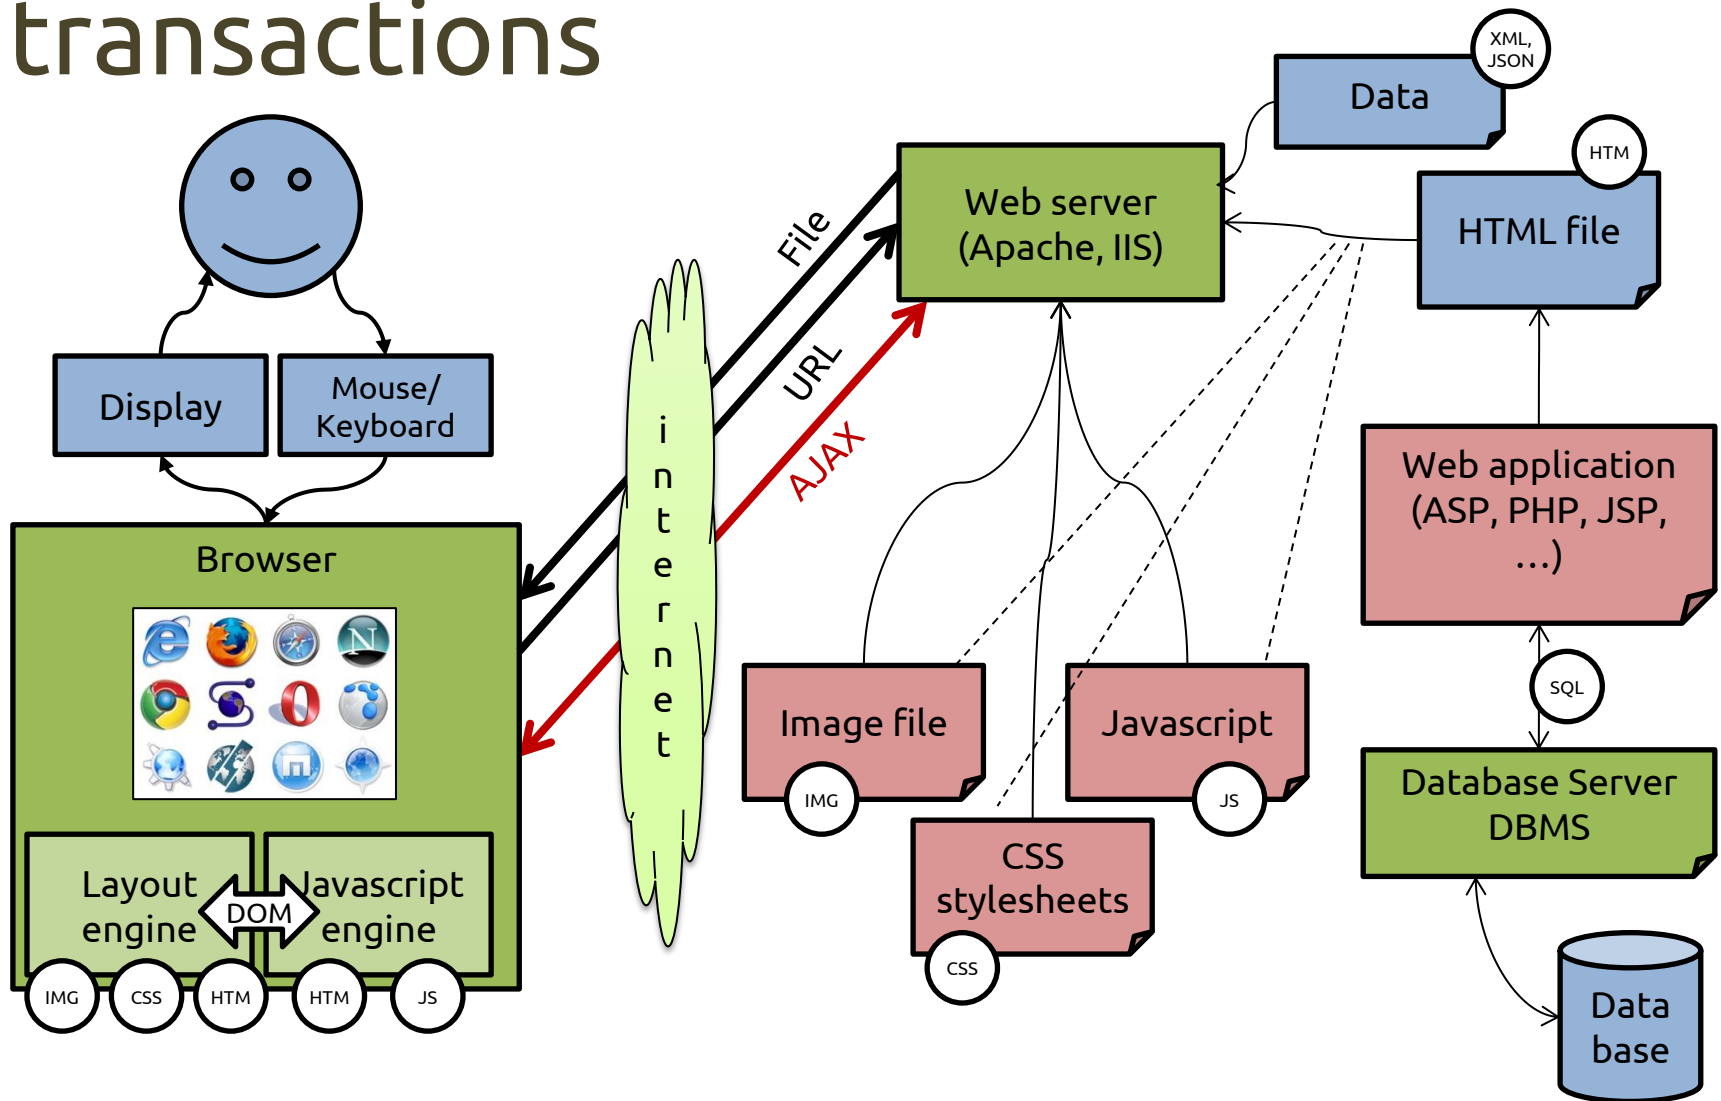 transactions
XML,
JSON
Data
HTM
HTML file
Web server
(Apache, IIS)
File
URL
AJAX
i
n
t
e
r
n
e
t
Display
Mouse/
Keyboard
Browser
N
m
Layout
engine
DOM
Javascript
engine
IMG
CSS
HTM
HTM
JS
Image file
IMG
Javascript
JS
CSS
stylesheets
CSS
Web application
(ASP, PHP, JSP,
…)
SQL
Database Server
DBMS
Data
base